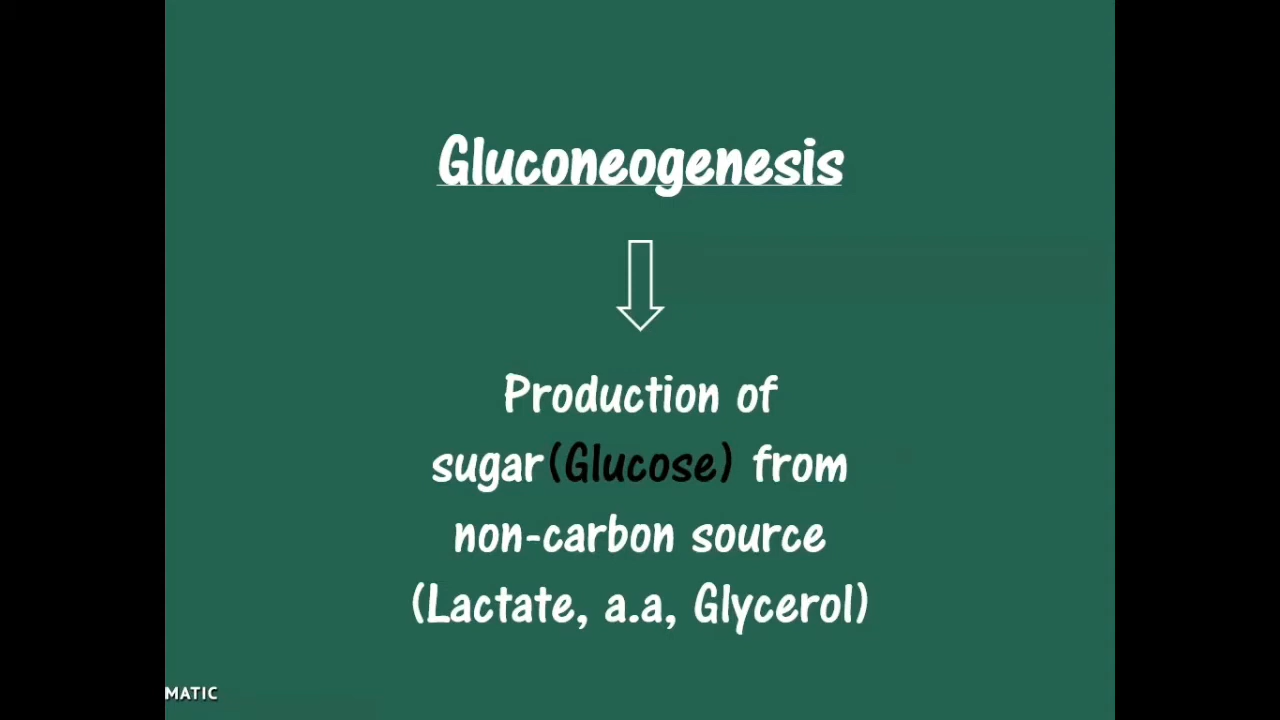 Gluconeogenesis
Production of
sugar(Glucose) from
non-carbon source
(Lactate, a.a, Glycerol)
MATIC